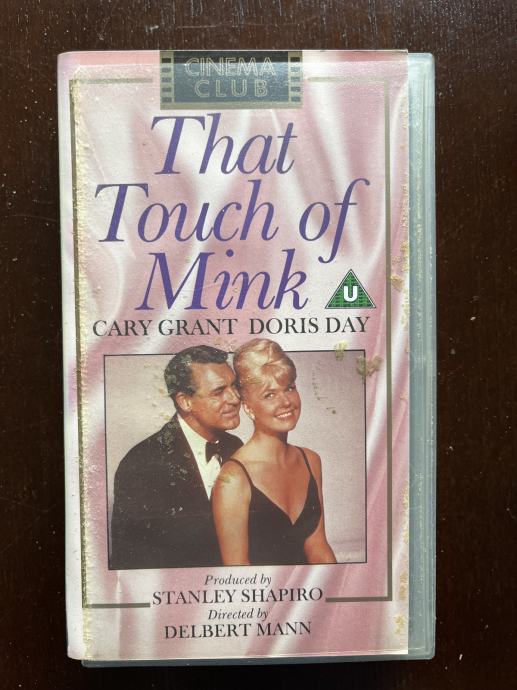 CINEMA
CLUB
That
Touch of
Mink
U
CARY GRANT DORIS DAY
Produced by
STANLEY SHAPIRO
Directed by
DELBERT MANN